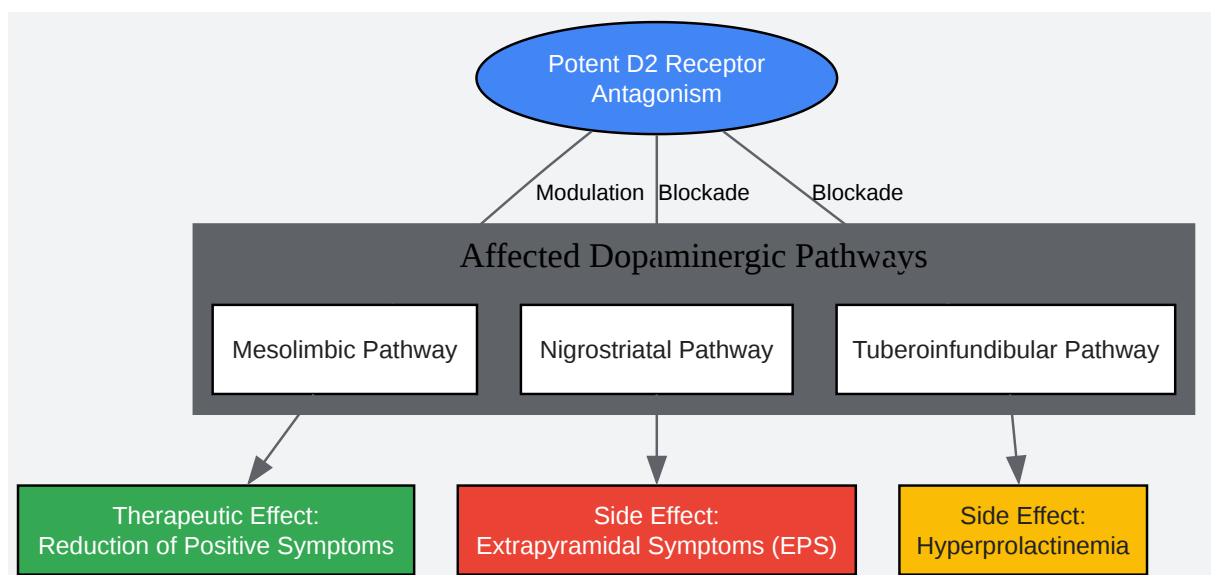 Potent D2 Receptor
Antagonism
Modulation
Blockade
Blockade
Affected Dopaminergic Pathways
Mesolimbic Pathway
Nigrostriatal Pathway
Tuberoinfundibular Pathway
Therapeutic Effect:
Reduction of Positive Symptoms
Side Effect:
Extrapyramidal Symptoms (EPS)
Side Effect:
Hyperprolactinemia